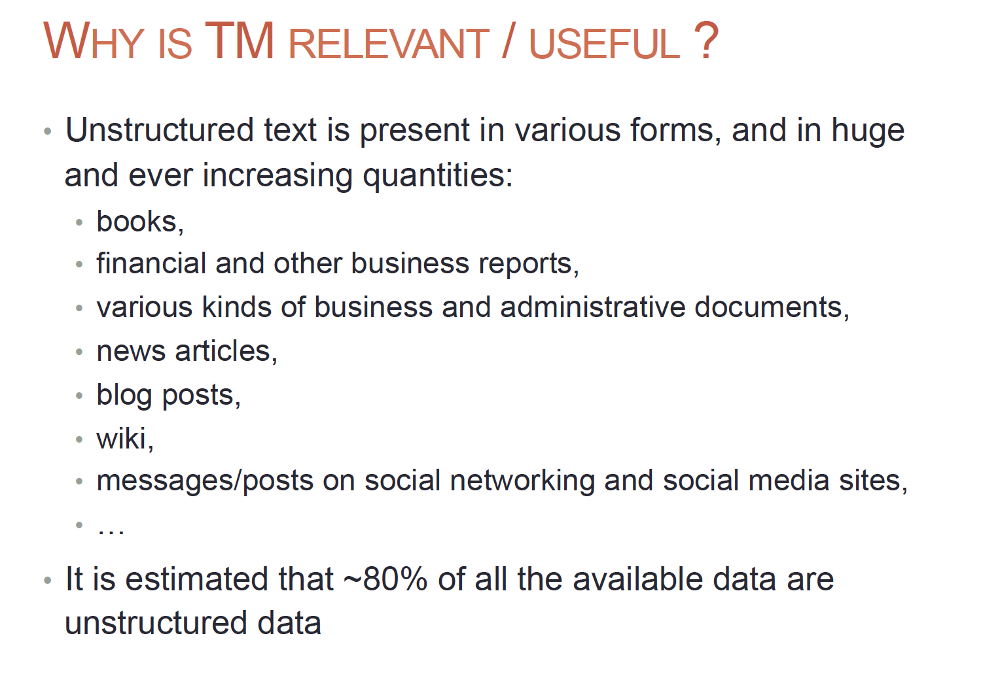 WHY IS TM RELEVANT / USEFUL ?
• Unstructured text is present in various forms, and in huge
and ever increasing quantities:
• books,
• financial and other business reports,
• various kinds of business and administrative documents,
• news articles,
• blog posts,
• wiki,
• messages/posts on social networking and social media sites,
• …
• It is estimated that ~80% of all the available data are
unstructured data